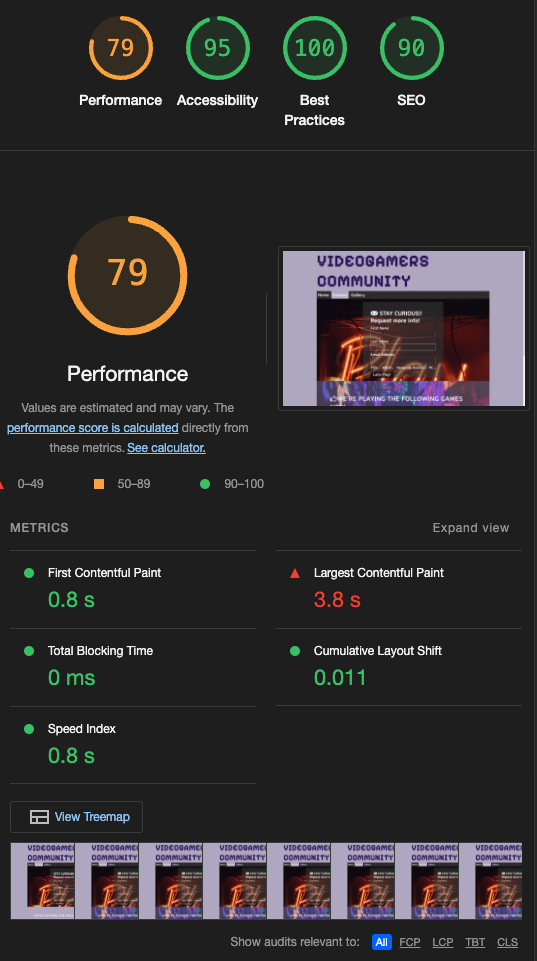 79
95
100
90
Performance
Accessibility
Best
Practices
SEO
79
Performance
Values are estimated and may vary. The
performance score is calculated directly from
these metrics. See calculator.
0–49
50–89
90–100
VIDEOGAMERS
COMMUNITY
Home Contact Gallery
STAY CURIOUS!!
Request more info!
First Name
Last Name
Email Address
WE'RE PLAYING THE FOLLOWING GAMES
METRICS
Expand view
First Contentful Paint
0.8 s
Largest Contentful Paint
3.8 s
Total Blocking Time
0 ms
Cumulative Layout Shift
0.011
Speed Index
0.8 s
View Treemap
Show audits relevant to: All FCP LCP TBT CLS